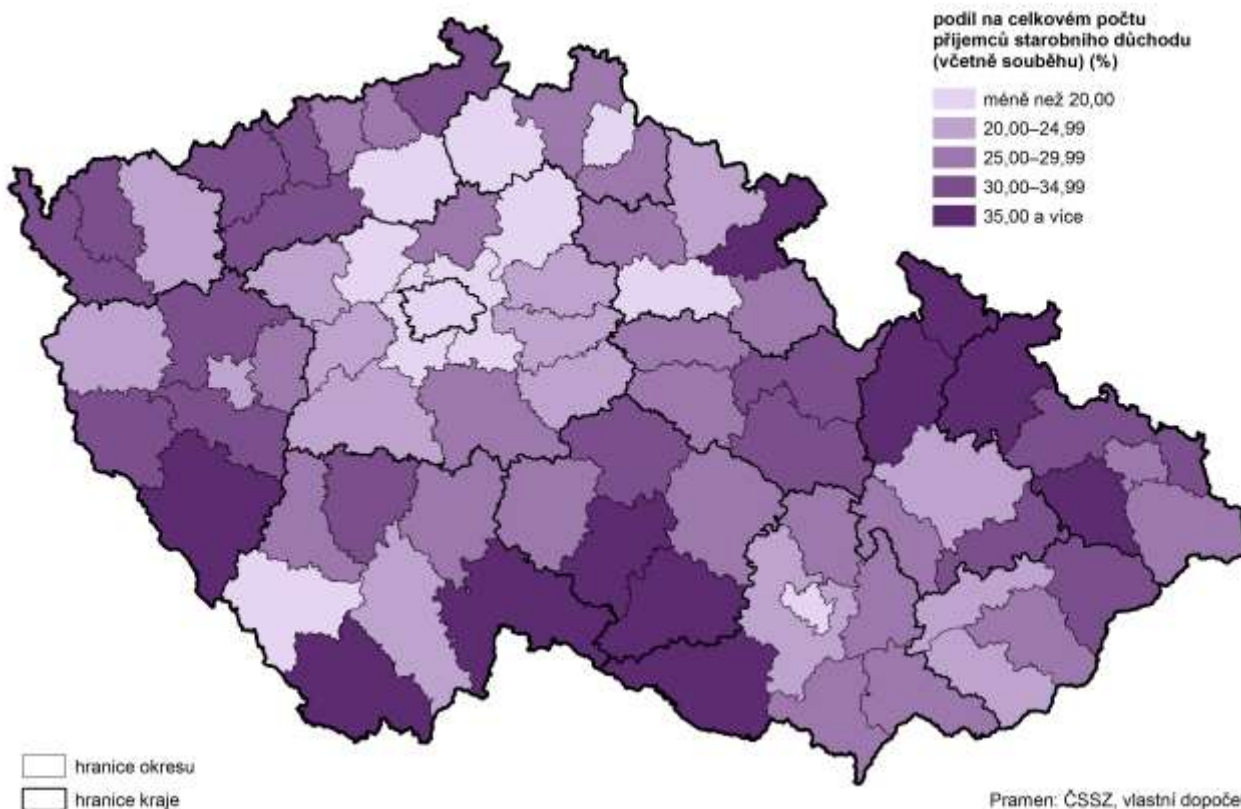 podíl na celkovém počtu
příjemců starobního důchodu
(včetně souběhu) (%)
méně než 20,00
20,00–24,99
25,00–29,99
30,00–34,99
35,00 a více
hranice okresu
hranice kraje
Pramen: ČSSZ, vlastní dopoče